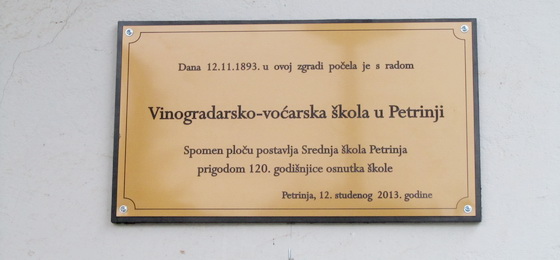 Dana 12.11.1893. u ovoj zgradi počela je s radom
Vinogradarsko-voćarska škola u Petrinji
Spomen ploču postavlja Srednja škola Petrinja
prigodom 120. godišnjice osnutka škole
Petrinja, 12. studenog 2013. godine